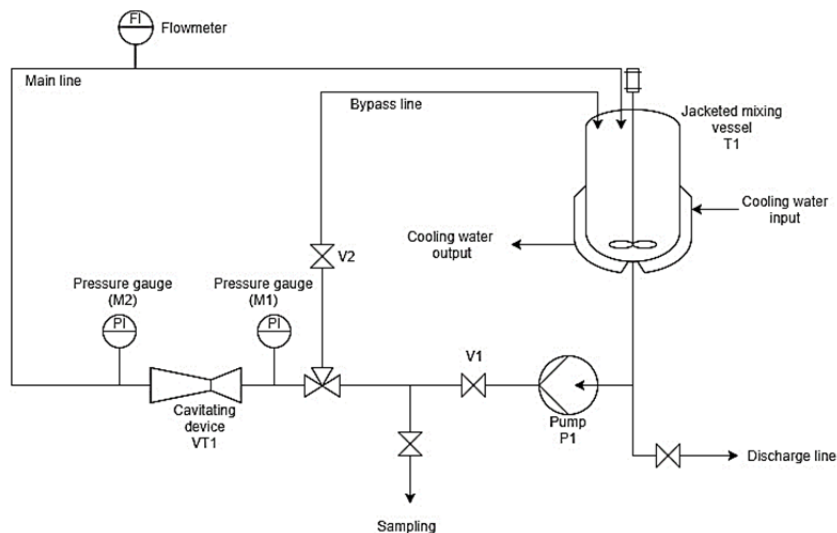 FI
Flowmeter
Main line
Bypass line
Jacketed mixing
vessel
T1
Cooling water
input
Cooling water
output
V2
Pressure gauge
(M2)
Pressure gauge
(M1)
PI
PI
V1
Cavitating
device
VT1
Pump
P1
Discharge line
Sampling